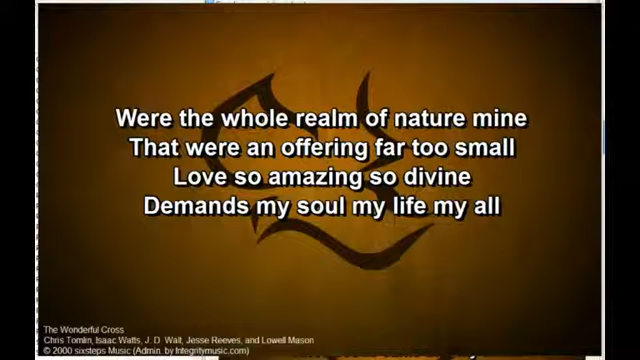 Were the whole realm of nature mine
That were an offering far too small
Love so amazing so divine
Demands my soul my life my all
The Wonderful Cross
Chris Tomlin, Isaac Watts, J. D. Walt, Jesse Reeves, and Lowell Mason
© 2000 sixsteps Music (Admin. by Integritymusic.com)